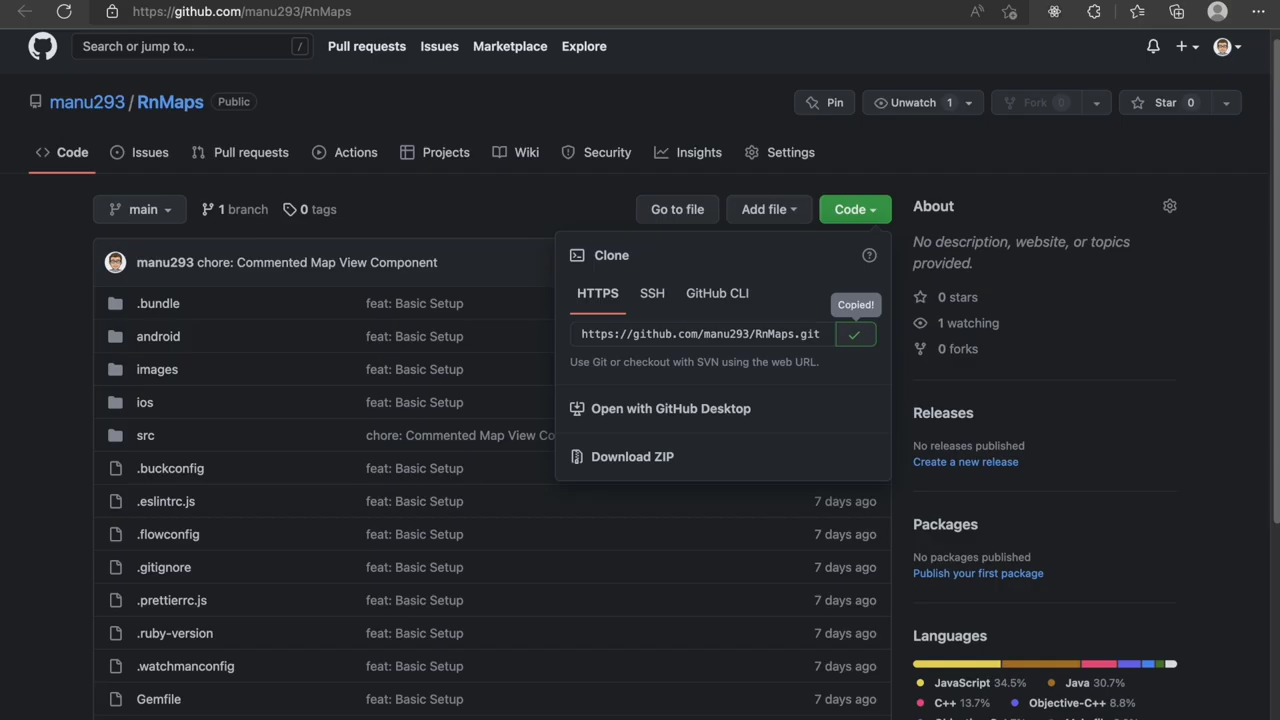 https://github.com/manu293/RnMaps
Search or jump to...
/
Pull requests
Issues
Marketplace
Explore
manu293 / RnMaps
Public
Pin
Unwatch 1
Fork 0
Star 0
Code
Issues
Pull requests
Actions
Projects
Wiki
Security
Insights
Settings
main
1 branch
0 tags
Go to file
Add file
Code
manu293 chore: Commented Map View Component
.bundle feat: Basic Setup
android feat: Basic Setup
images feat: Basic Setup
ios feat: Basic Setup
src chore: Commented Map View Co
.buckconfig feat: Basic Setup
.eslintrc.js feat: Basic Setup 7 days ago
.flowconfig feat: Basic Setup 7 days ago
.gitignore feat: Basic Setup 7 days ago
.prettierrc.js feat: Basic Setup 7 days ago
.ruby-version feat: Basic Setup 7 days ago
.watchmanconfig feat: Basic Setup 7 days ago
Gemfile feat: Basic Setup 7 days ago
Clone
HTTPS
SSH
GitHub CLI
Copied!
https://github.com/manu293/RnMaps.git
Use Git or checkout with SVN using the web URL.
Open with GitHub Desktop
Download ZIP
About
No description, website, or topics
provided.
0 stars
1 watching
0 forks
Releases
No releases published
Create a new release
Packages
No packages published
Publish your first package
Languages
JavaScript 34.5%
Java 30.7%
C++ 13.7%
Objective-C++ 8.8%